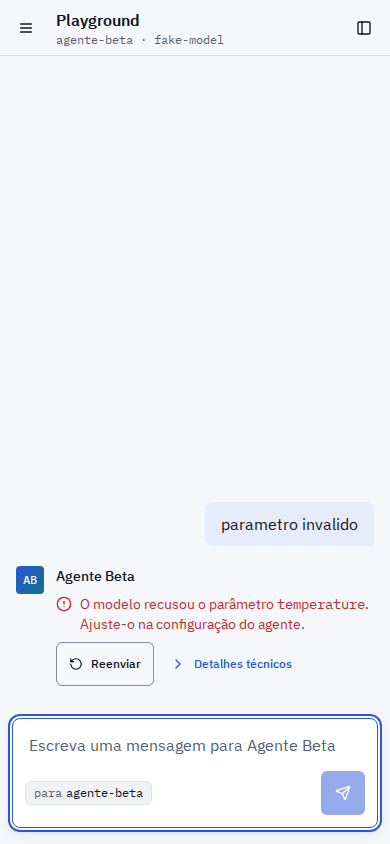 Playground
agente-beta · fake-model
parametro invalido
AB
Agente Beta
O modelo recusou o parâmetro temperature.
Ajuste-o na configuração do agente.
Reenviar
Detalhes técnicos
Escreva uma mensagem para Agente Beta
para agente-beta